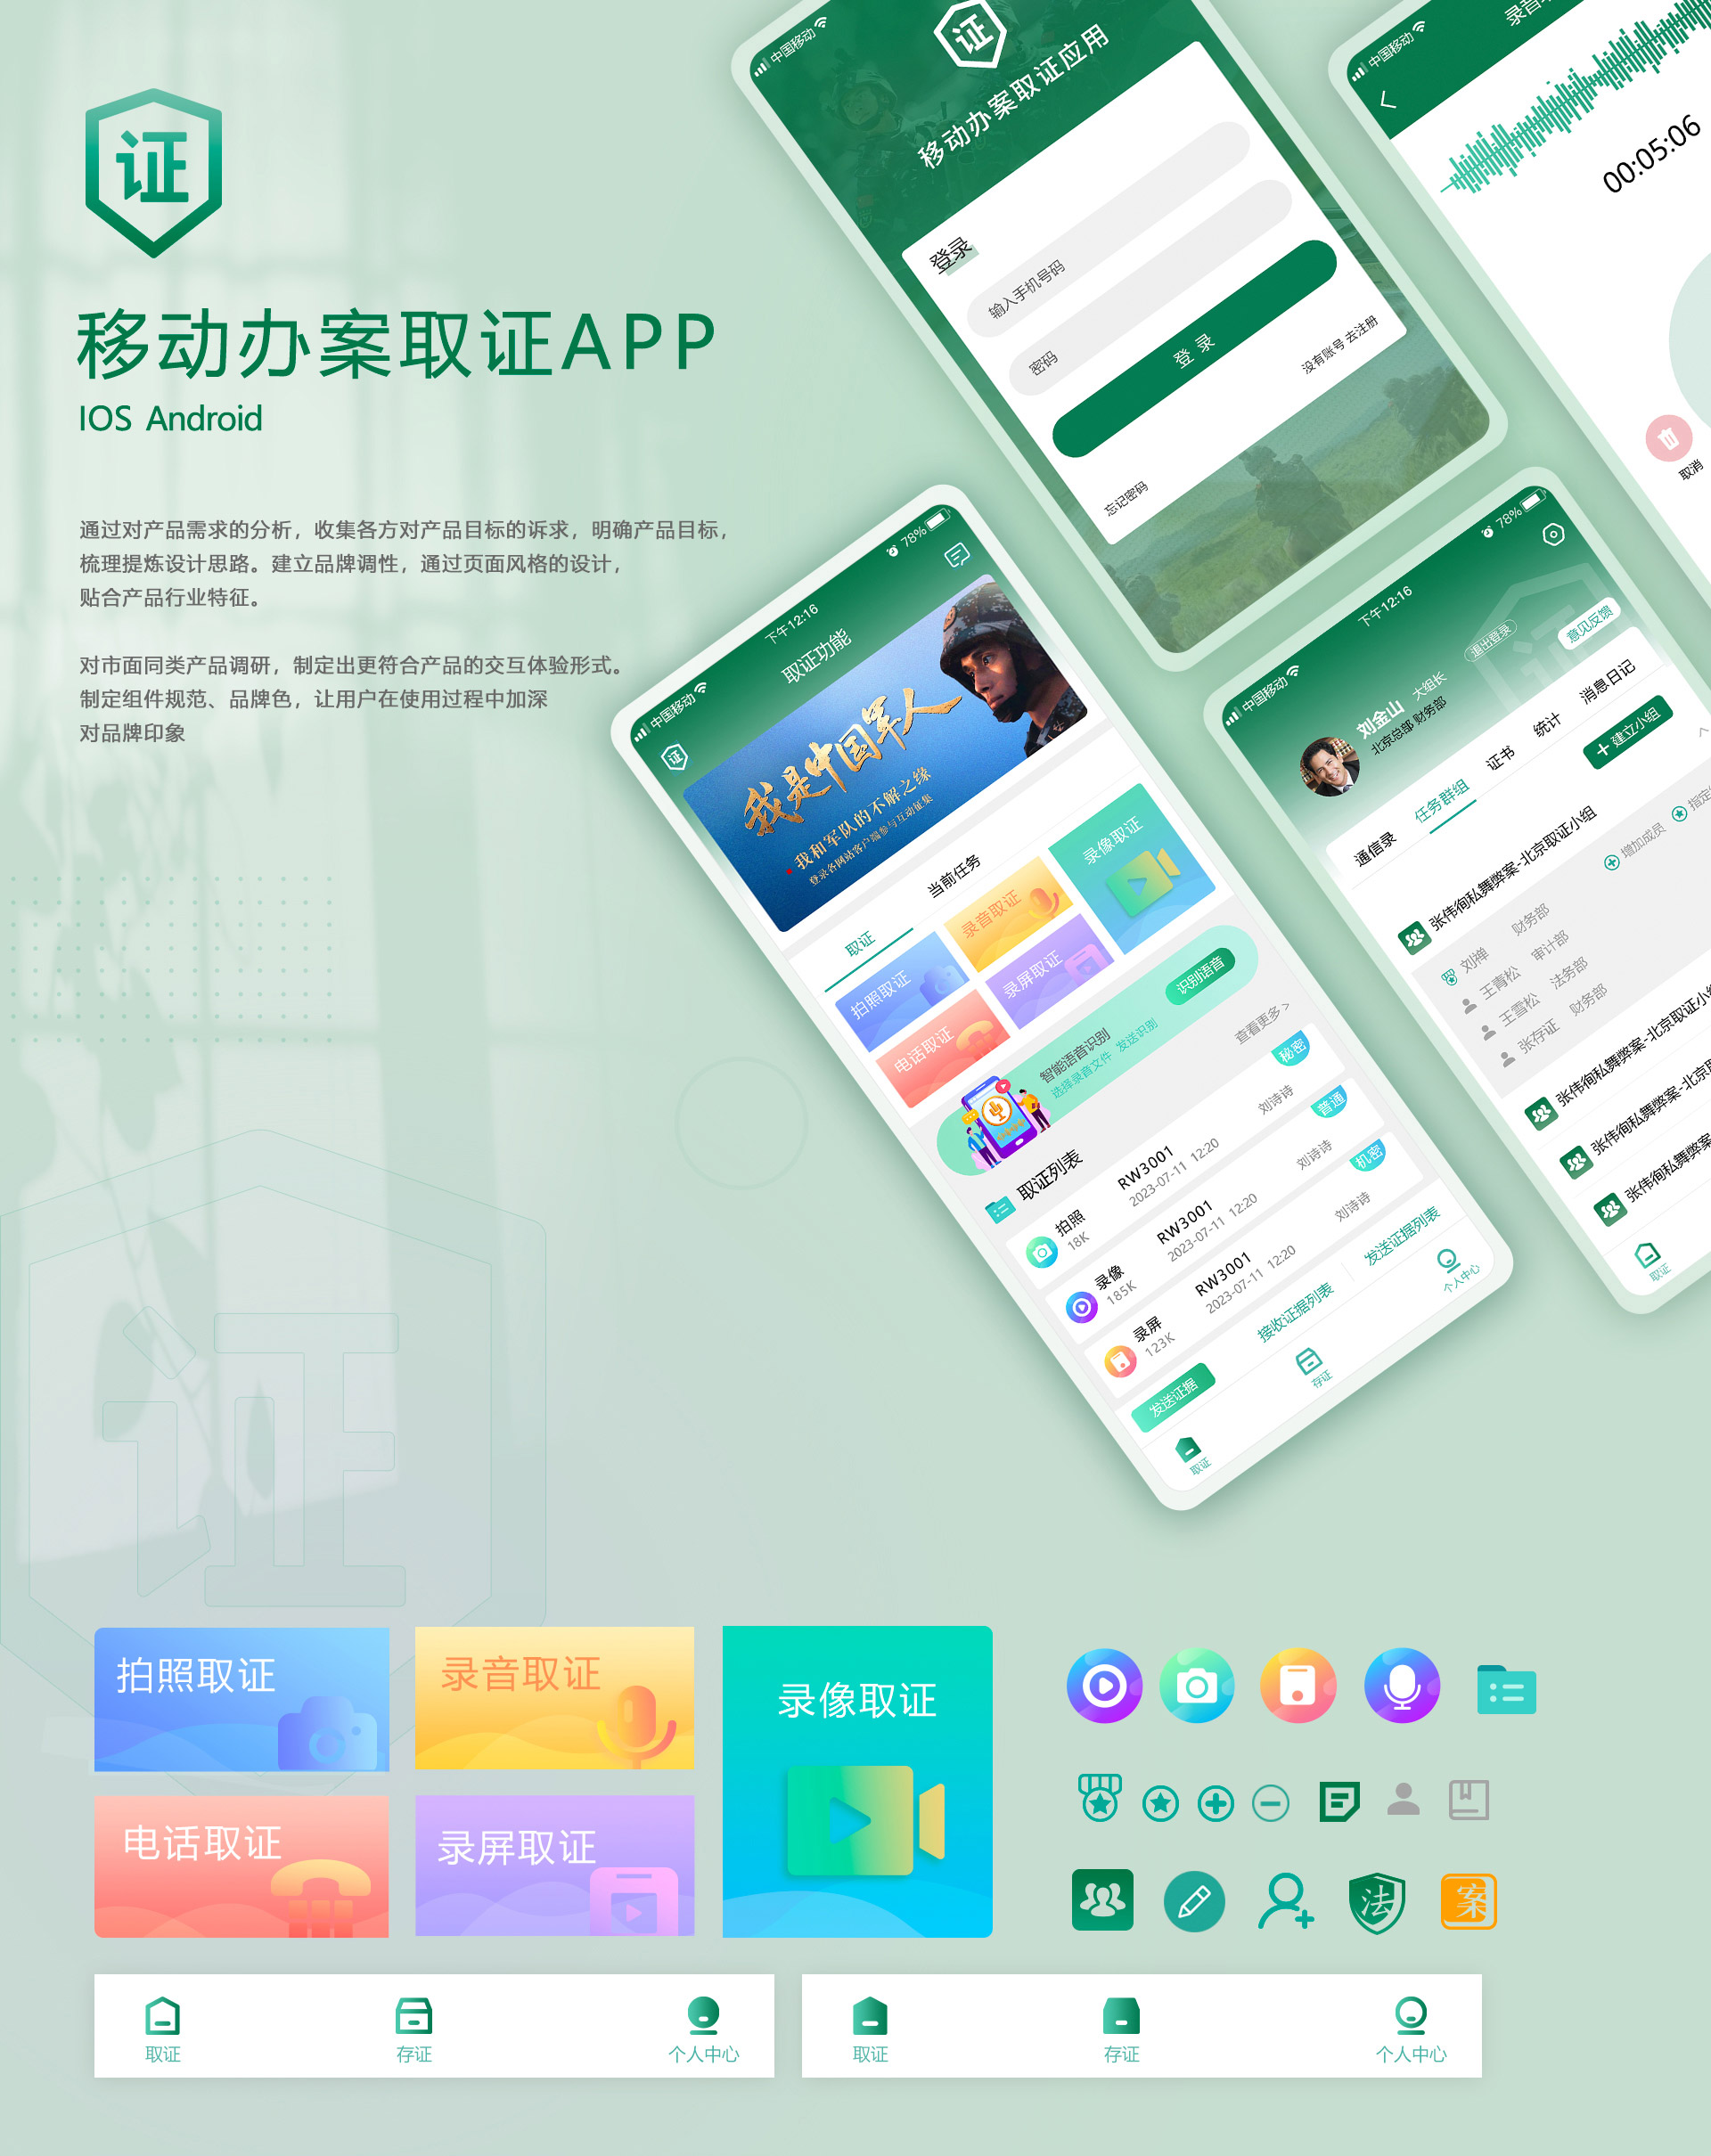 证
移动办案取证APP
IOS Android
通过对产品需求的分析，收集各方对产品目标的诉求，明确产品目标，
梳理提炼设计思路。建立品牌调性，通过页面风格的设计，
贴合产品行业特征。
对市面同类产品调研，制定出更符合产品的交互体验形式。
制定组件规范、品牌色，让用户在使用过程中加深
对品牌印象
中国移动
证
移动办案取证应用
登录
输入手机号码
密码
登 录
没有账号 去注册
忘记密码
中国移动
00:05:06
取消
中国移动
下午12:16
78%
证
取证功能
我是中国军人
我和军队的不解之缘
登录各网站客户端参与互动征集
取证
当前任务
拍照取证
录音取证
录像取证
电话取证
录屏取证
智能语音识别
选择录音文件 发送识别
识别语音
取证列表
查看更多 >
拍照
18K
RW3001
2023-07-11 12:20
刘诗诗
秘密
录像
185K
RW3001
2023-07-11 12:20
刘诗诗
普通
录屏
123K
RW3001
2023-07-11 12:20
刘诗诗
机密
发送证据
接收证据列表
发送证据列表
取证
存证
个人中心
中国移动
下午12:16
78%
刘金山
大组长
北京总部 财务部
退出登录
意见反馈
通信录
任务群组
证书
统计
消息日记
建立小组
张伟徇私舞弊案-北京取证小组
增加成员
指定
刘禅 财务部
王青松 审计部
王雪松 法务部
张存证 财务部
张伟徇私舞弊案-北京取证小组
张伟徇私舞弊案-北京
张伟徇私舞弊案
取证
证
拍照取证
录音取证
录像取证
电话取证
录屏取证
法
案
取证
存证
个人中心
取证
存证
个人中心